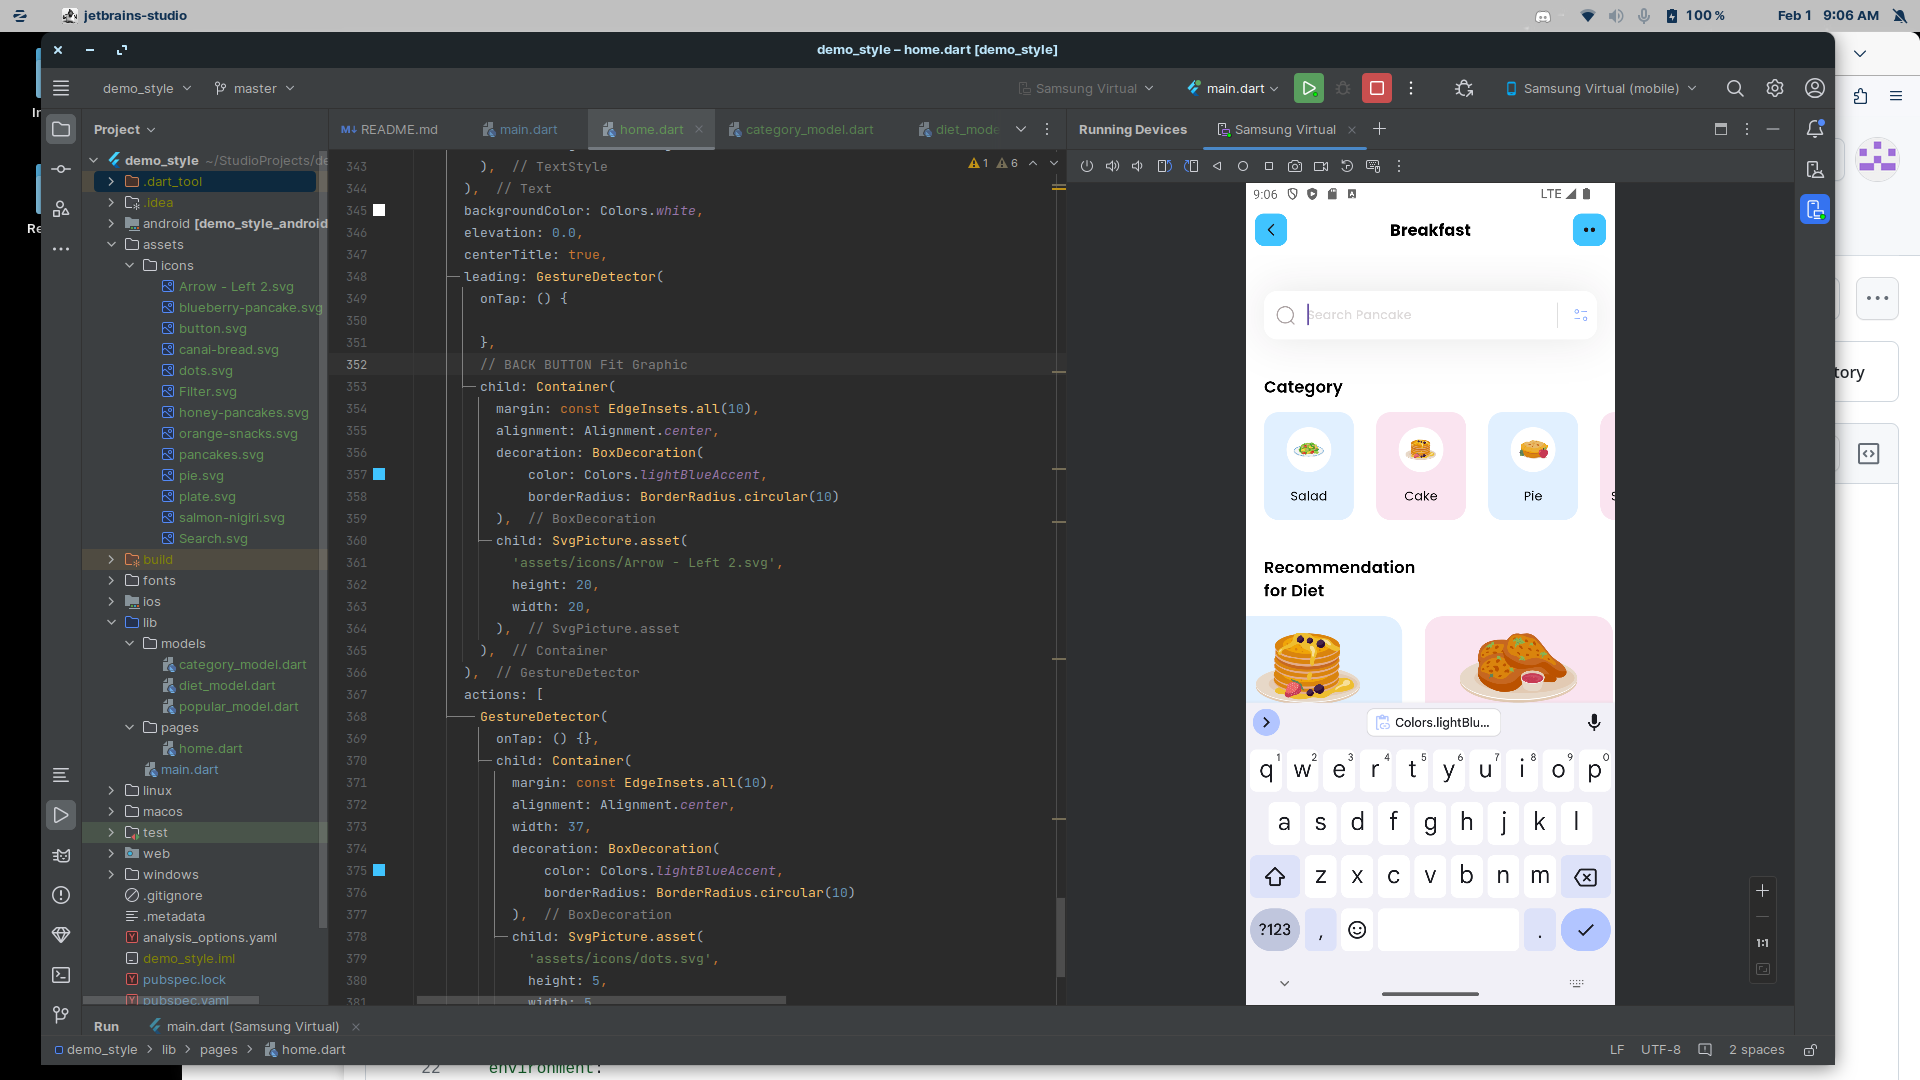 jetbrains-studio
100 %
Feb 1 9:06 AM
demo_style – home.dart [demo_style]
demo_style
master
Samsung Virtual
main.dart
Samsung Virtual (mobile)
Project
README.md
main.dart
home.dart
category_model.dart
diet_mode
Running Devices
Samsung Virtual
demo_style ~/StudioProjects/de
.dart_tool
.idea
android [demo_style_android
assets
icons
Arrow - Left 2.svg
blueberry-pancake.svg
button.svg
canai-bread.svg
dots.svg
Filter.svg
honey-pancakes.svg
orange-snacks.svg
pancakes.svg
pie.svg
plate.svg
salmon-nigiri.svg
Search.svg
build
fonts
ios
lib
models
category_model.dart
diet_model.dart
popular_model.dart
pages
home.dart
main.dart
linux
macos
test
web
windows
.gitignore
.metadata
analysis_options.yaml
demo_style.iml
pubspec.lock
pubspec.yaml
1 6
343 ), // TextStyle
344 ), // Text
345 backgroundColor: Colors.white,
346 elevation: 0.0,
347 centerTitle: true,
348 leading: GestureDetector(
349 onTap: () {
350
351 },
352 // BACK BUTTON Fit Graphic
353 child: Container(
354 margin: const EdgeInsets.all(10),
355 alignment: Alignment.center,
356 decoration: BoxDecoration(
357 color: Colors.lightBlueAccent,
358 borderRadius: BorderRadius.circular(10)
359 ), // BoxDecoration
360 child: SvgPicture.asset(
361 'assets/icons/Arrow - Left 2.svg',
362 height: 20,
363 width: 20,
364 ), // SvgPicture.asset
365 ), // Container
366 ), // GestureDetector
367 actions: [
368 GestureDetector(
369 onTap: () {},
370 child: Container(
371 margin: const EdgeInsets.all(10),
372 alignment: Alignment.center,
373 width: 37,
374 decoration: BoxDecoration(
375 color: Colors.lightBlueAccent,
376 borderRadius: BorderRadius.circular(10)
377 ), // BoxDecoration
378 child: SvgPicture.asset(
379 'assets/icons/dots.svg',
380 height: 5,
381 width: 5
9:06
LTE
Breakfast
Search Pancake
Category
Salad
Cake
Pie
S
Recommendation
for Diet
Colors.lightBlu...
q1 w2 e3 r4 t5 y6 u7 i8 o9 p0
a s d f g h j k l
z x c v b n m
?123 , .
1:1
tory
Run
main.dart (Samsung Virtual)
demo_style > lib > pages > home.dart
LF UTF-8 2 spaces
22 environment: